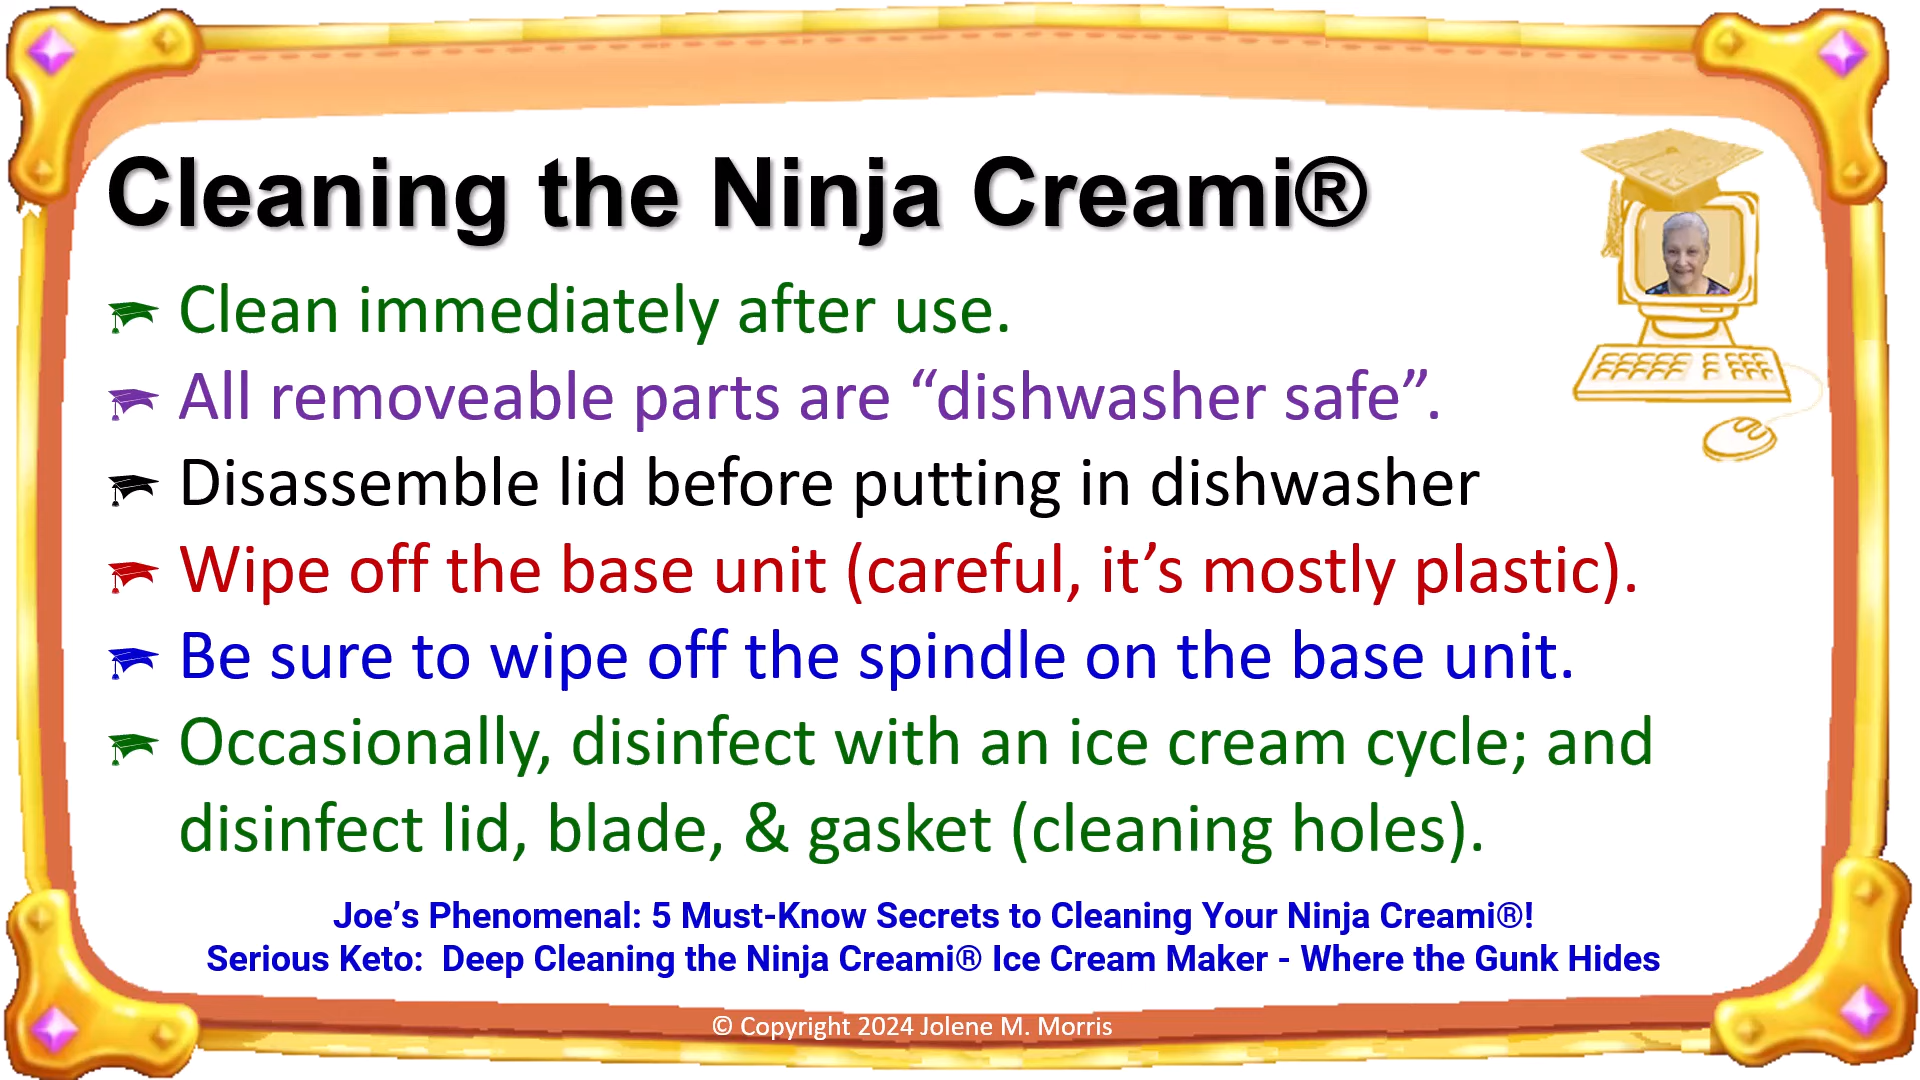 Cleaning the Ninja Creami®
Clean immediately after use.
All removeable parts are “dishwasher safe”.
Disassemble lid before putting in dishwasher
Wipe off the base unit (careful, it’s mostly plastic).
Be sure to wipe off the spindle on the base unit.
Occasionally, disinfect with an ice cream cycle; and
disinfect lid, blade, & gasket (cleaning holes).
Joe’s Phenomenal: 5 Must-Know Secrets to Cleaning Your Ninja Creami®!
Serious Keto:  Deep Cleaning the Ninja Creami® Ice Cream Maker - Where the Gunk Hides
© Copyright 2024 Jolene M. Morris